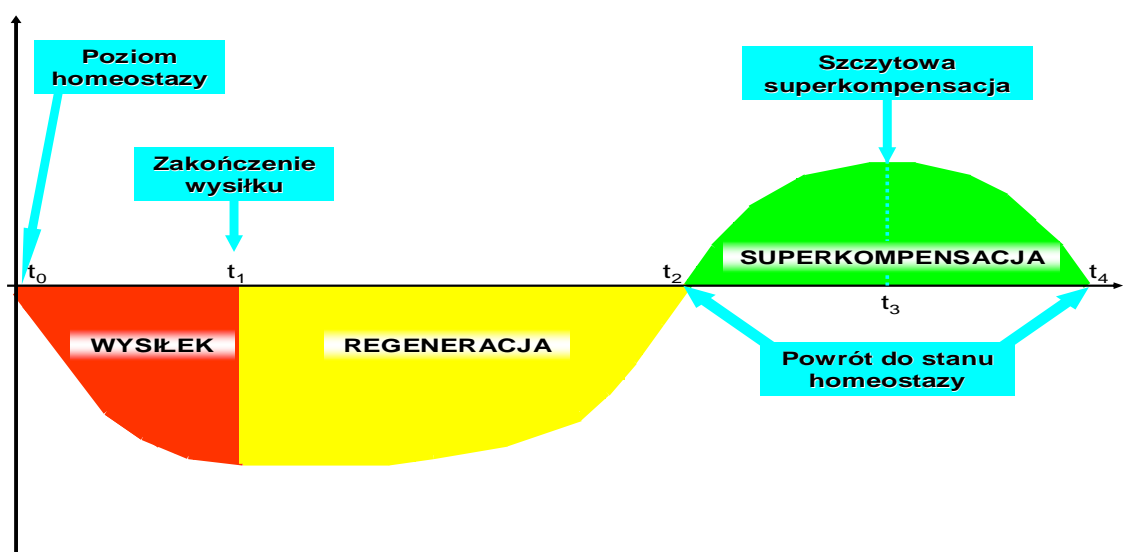 Poziom
homeostazy
Szczytowa
superkompensacja
Zakończenie
wysiłku
t0
t1
t2
SUPERKOMPENSACJA
t4
t3
WYSIŁEK
REGENERACJA
Powrót do stanu
homeostazy